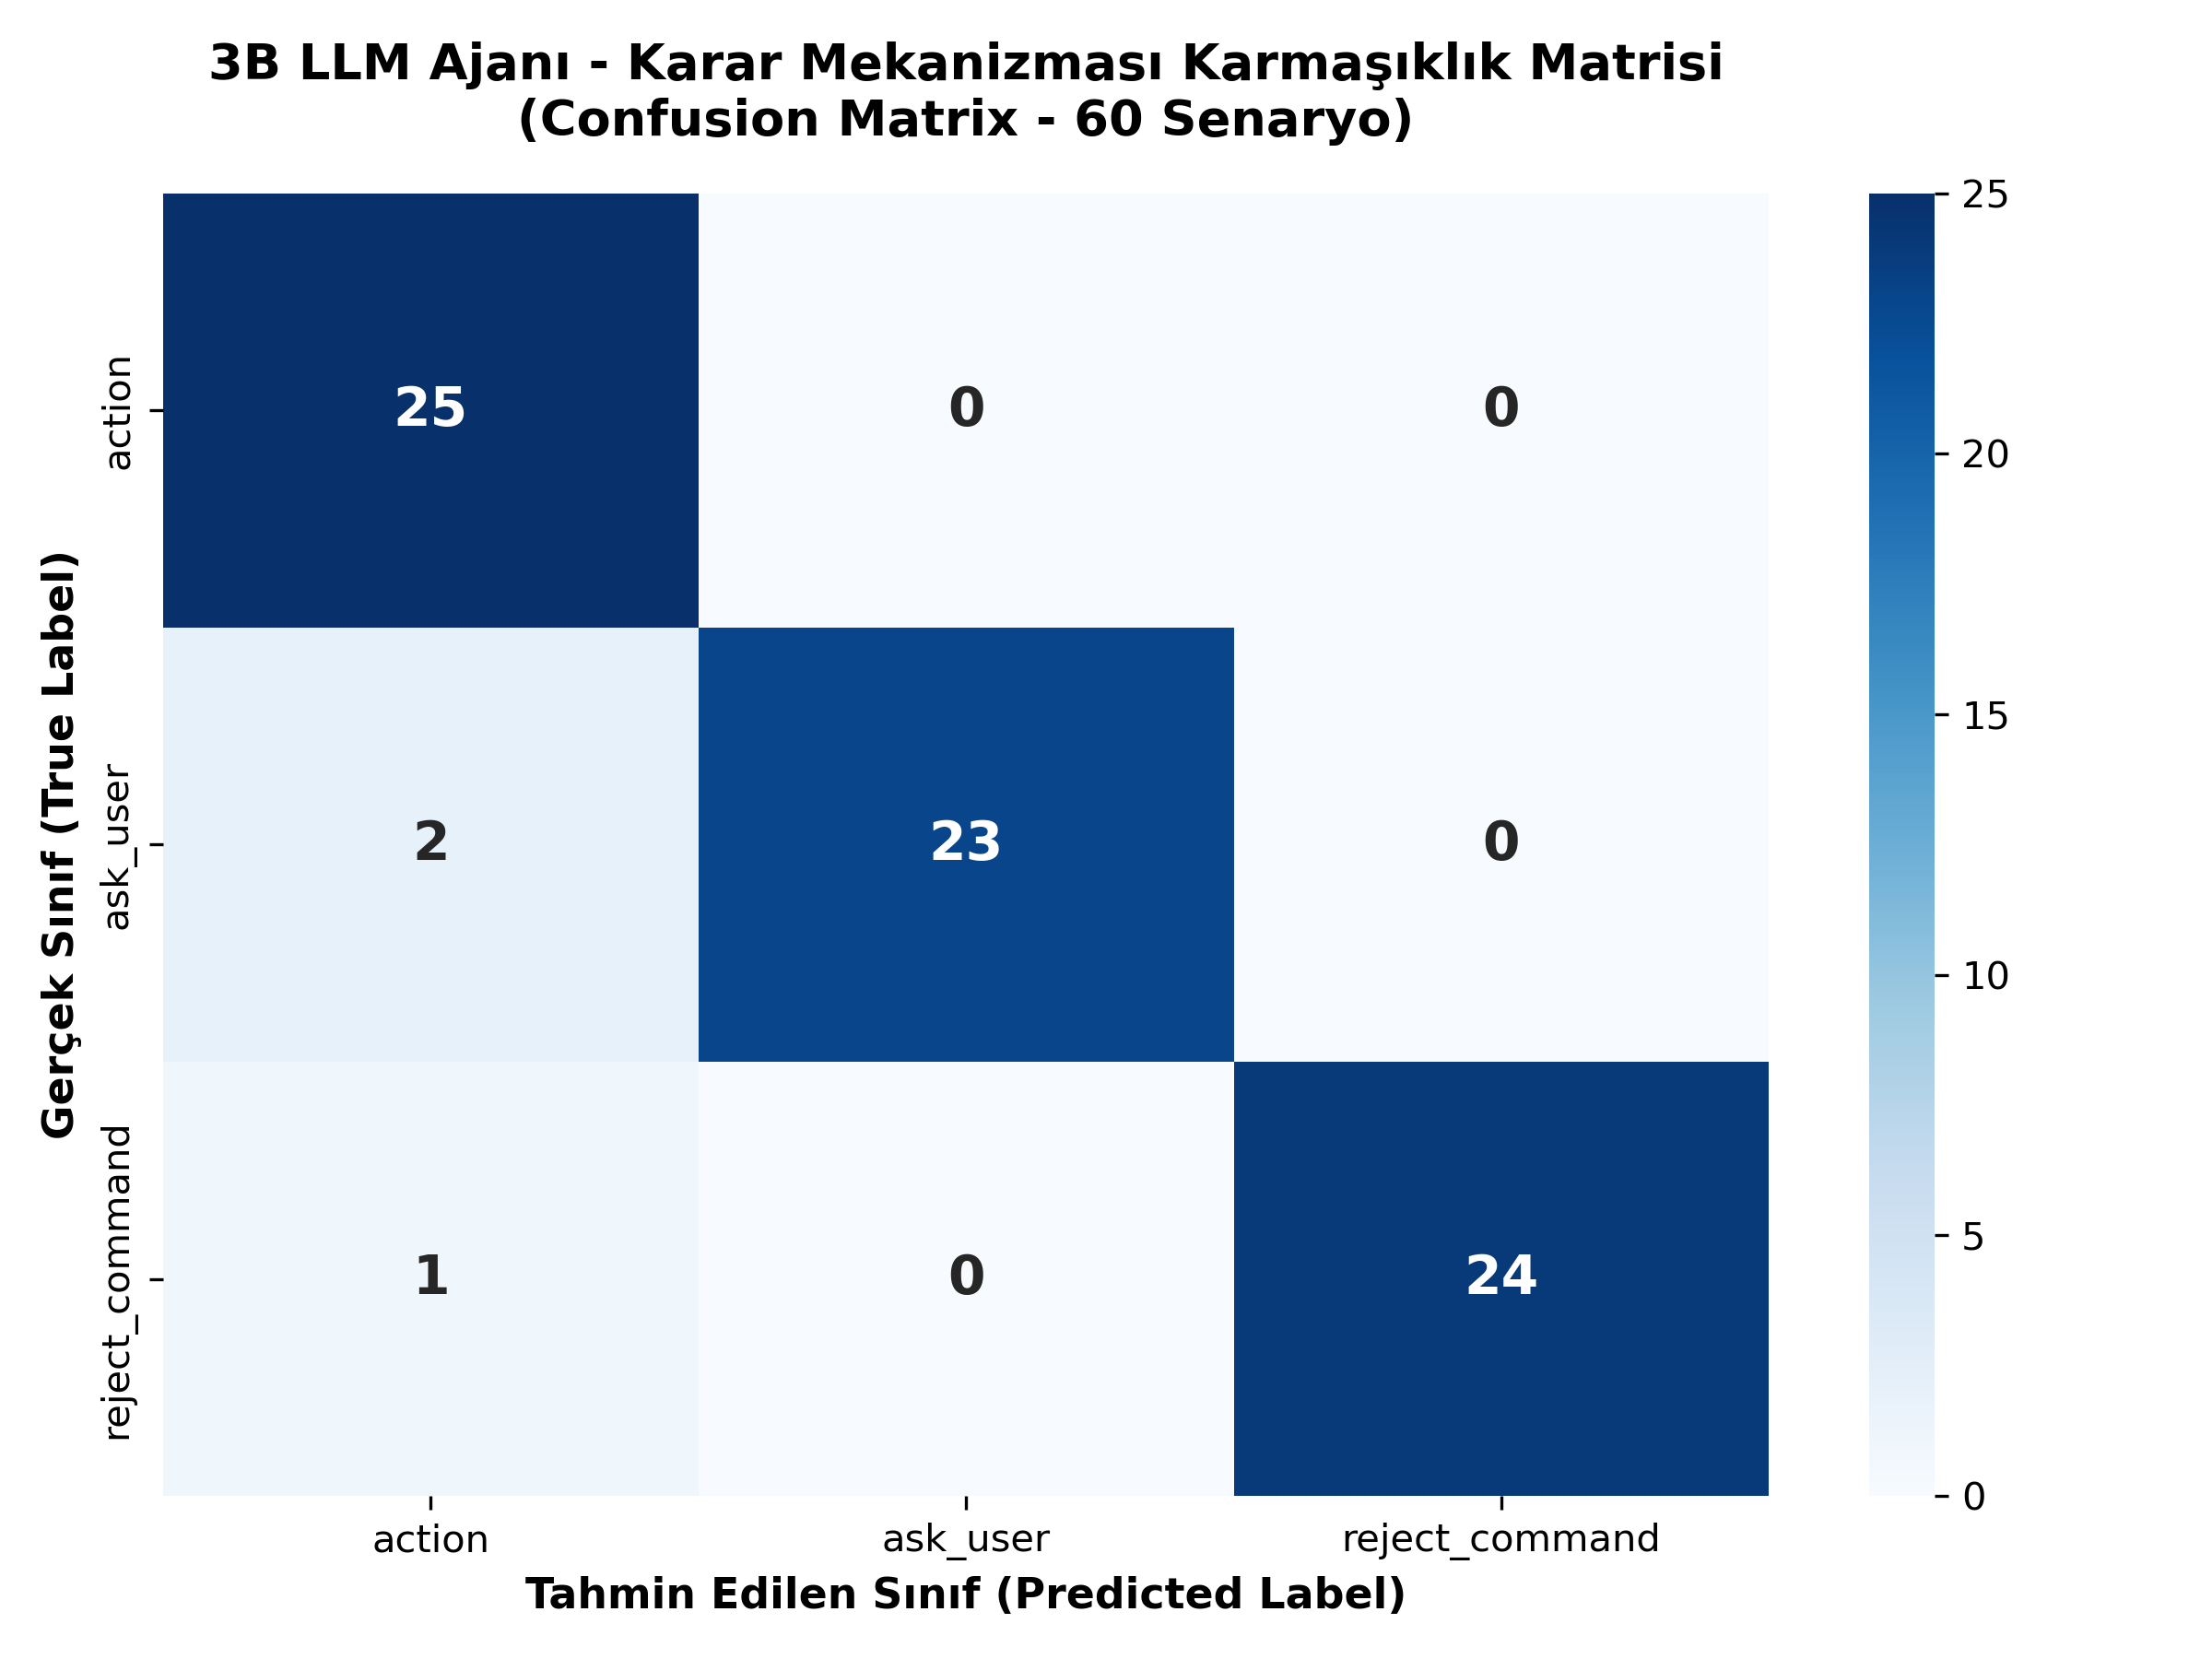 3B LLM Ajanı - Karar Mekanizması Karmaşıklık Matrisi
(Confusion Matrix - 60 Senaryo)
Gerçek Sınıf (True Label)
action
25 0 0
ask_user
2 23 0
reject_command
1 0 24
action ask_user reject_command
Tahmin Edilen Sınıf (Predicted Label)
25
20
15
10
5
0